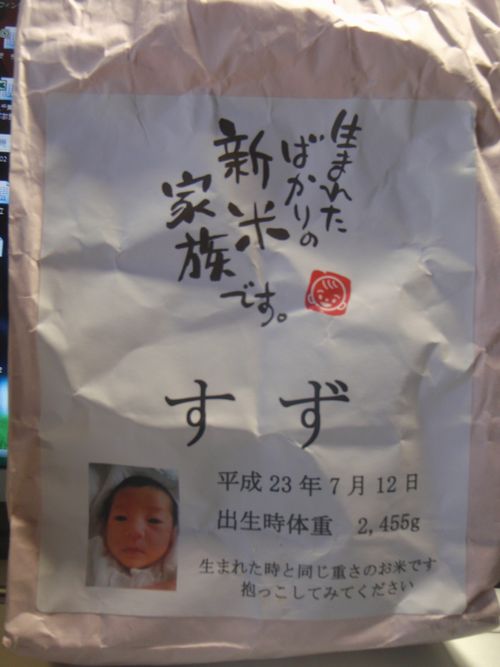 生まれた
ばかりの
新米
家族です。
すず
平成23年7月12日
出生時体重 2,455g
生まれた時と同じ重さのお米です
抱っこしてみてください